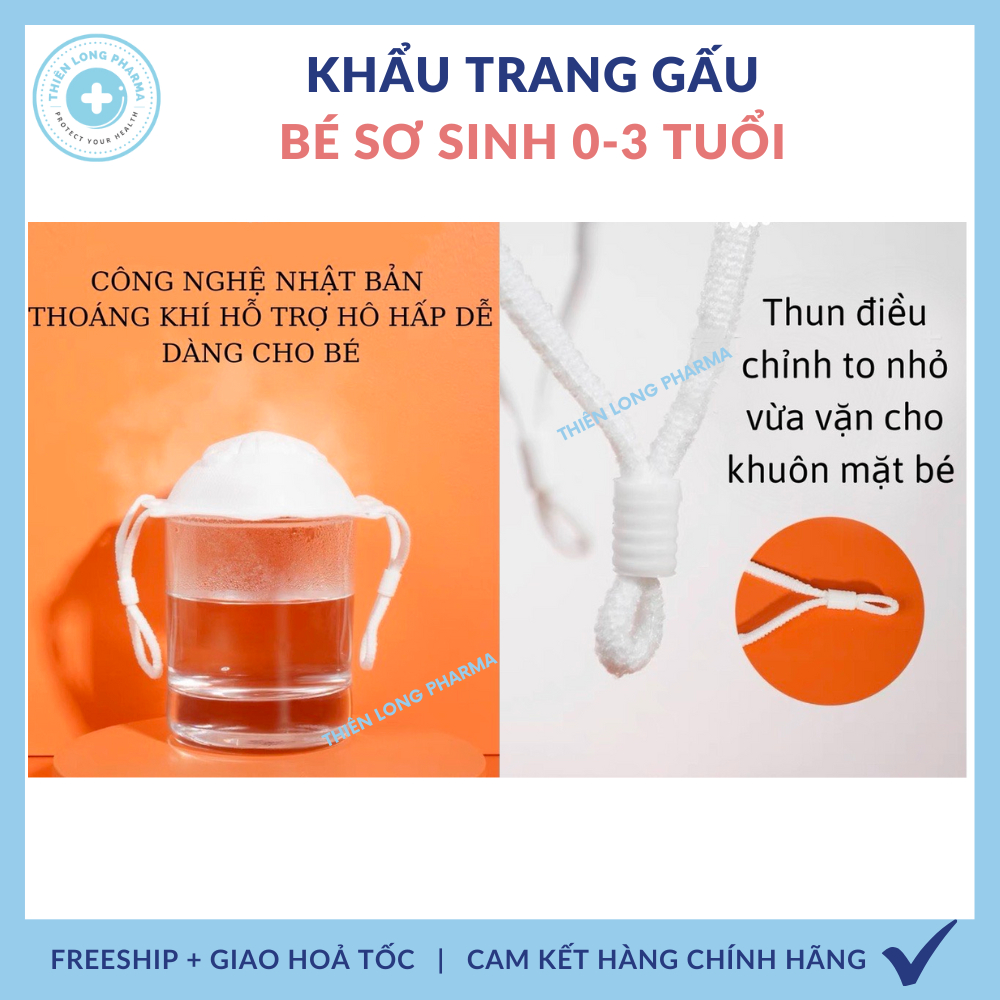 THIÊN LONG PHARMA
PROTECT YOUR HEALTH
KHẨU TRANG GẤU
BÉ SƠ SINH 0-3 TUỔI
CÔNG NGHỆ NHẬT BẢN
THOÁNG KHÍ HỖ TRỢ HÔ HẤP DỄ
DÀNG CHO BÉ
THIÊN LONG PHARMA
Thun điều
chỉnh to nhỏ
vừa vặn cho
khuôn mặt bé
THIÊN LONG PHARMA
FREESHIP + GIAO HOẢ TỐC | CAM KẾT HÀNG CHÍNH HÃNG